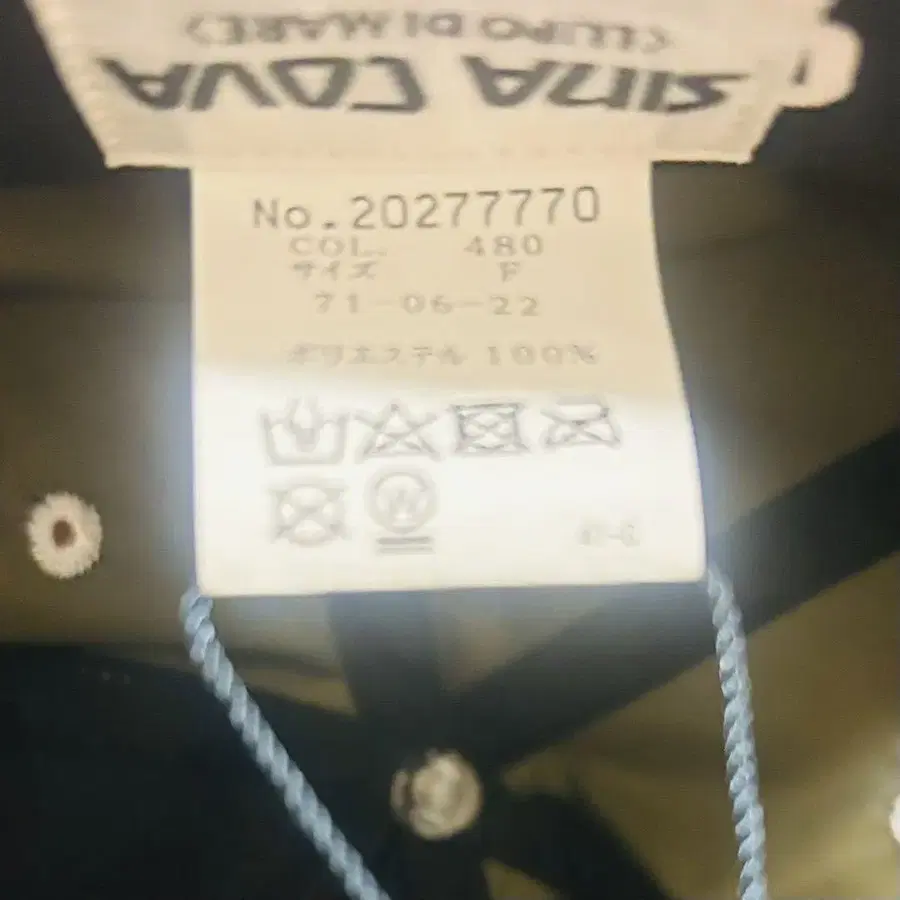 SINA COVA
(LUPO DI MARE)
No.20277770
COL. 480
サイズ F
71-06-22
ポリエステル 100%
W